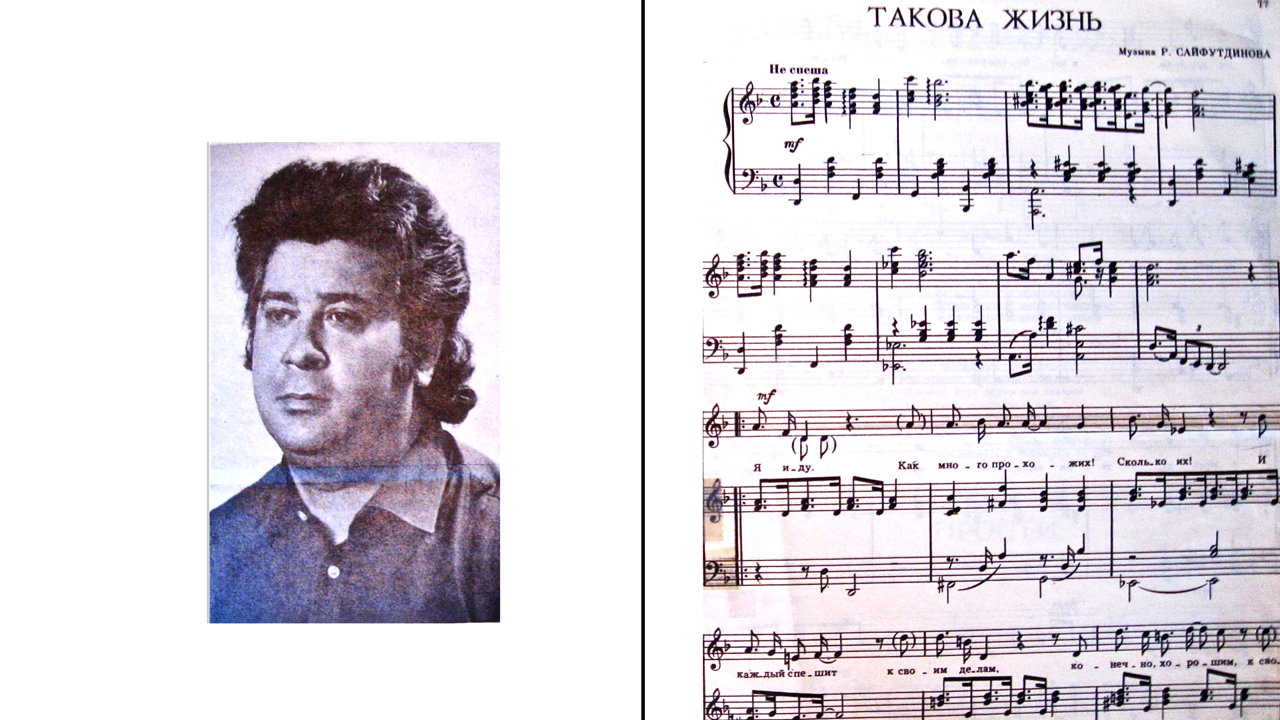 ТАКОВА ЖИЗНЬ
Музыка Р. САЙФУТДИНОВА
Не спеша
mf
mf
Я и-ду. Как мно-го про-хо-жих! Сколь-ко их! И
3
каж-дый спе-шит к сво-им де-лам, ко-неч-но, хо-ро-шим, к сво